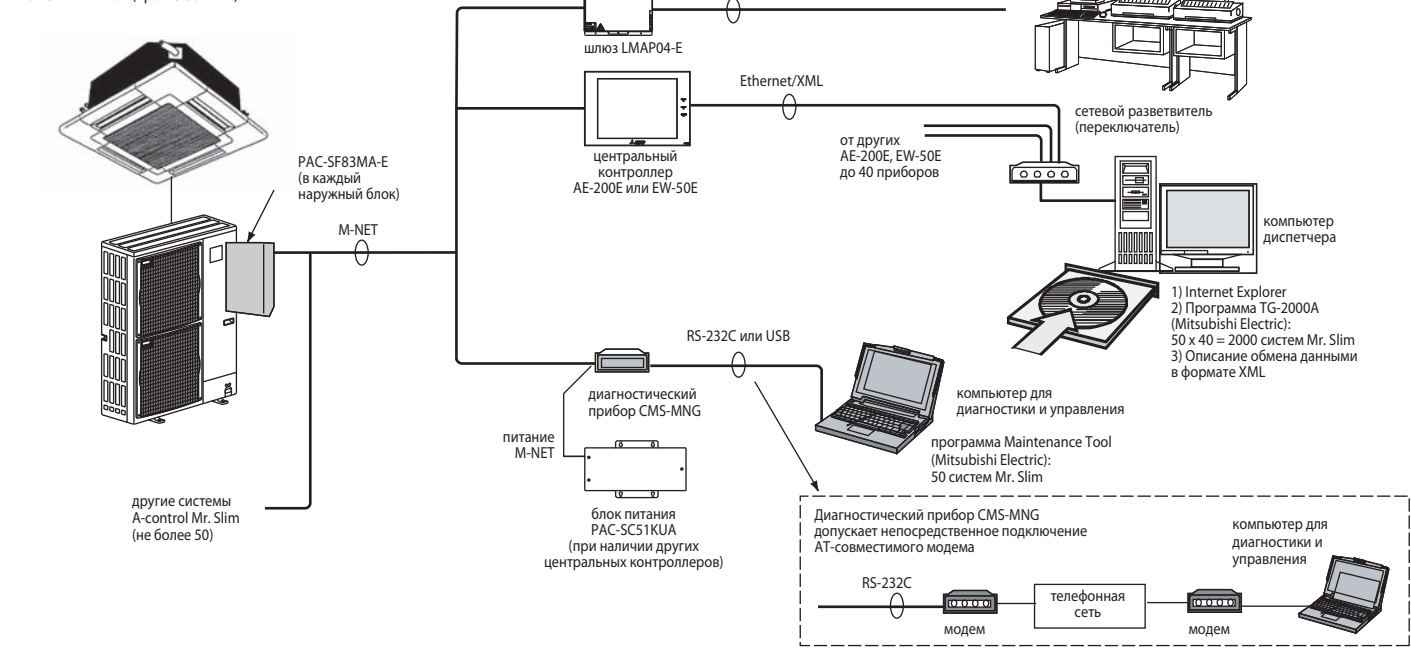 шлюз LMAP04-E
Ethernet/XML
сетевой разветвитель
(переключатель)
центральный
контроллер
AE-200E или EW-50E
от других
AE-200E, EW-50E
до 40 приборов
PAC-SF83MA-E
(в каждый
наружный блок)
M-NET
компьютер
диспетчера
1) Internet Explorer
2) Программа TG-2000A
(Mitsubishi Electric):
50 x 40 = 2000 систем Mr. Slim
3) Описание обмена данными
в формате XML
RS-232C или USB
диагностический
прибор CMS-MNG
компьютер для
диагностики и управления
программа Maintenance Tool
(Mitsubishi Electric):
50 систем Mr. Slim
питание
M-NET
блок питания
PAC-SC51KUA
(при наличии других
центральных контроллеров)
другие системы
A-control Mr. Slim
(не более 50)
Диагностический прибор CMS-MNG
допускает непосредственное подключение
АТ-совместимого модема
компьютер для
диагностики и
управления
RS-232C
модем
телефонная
сеть
модем